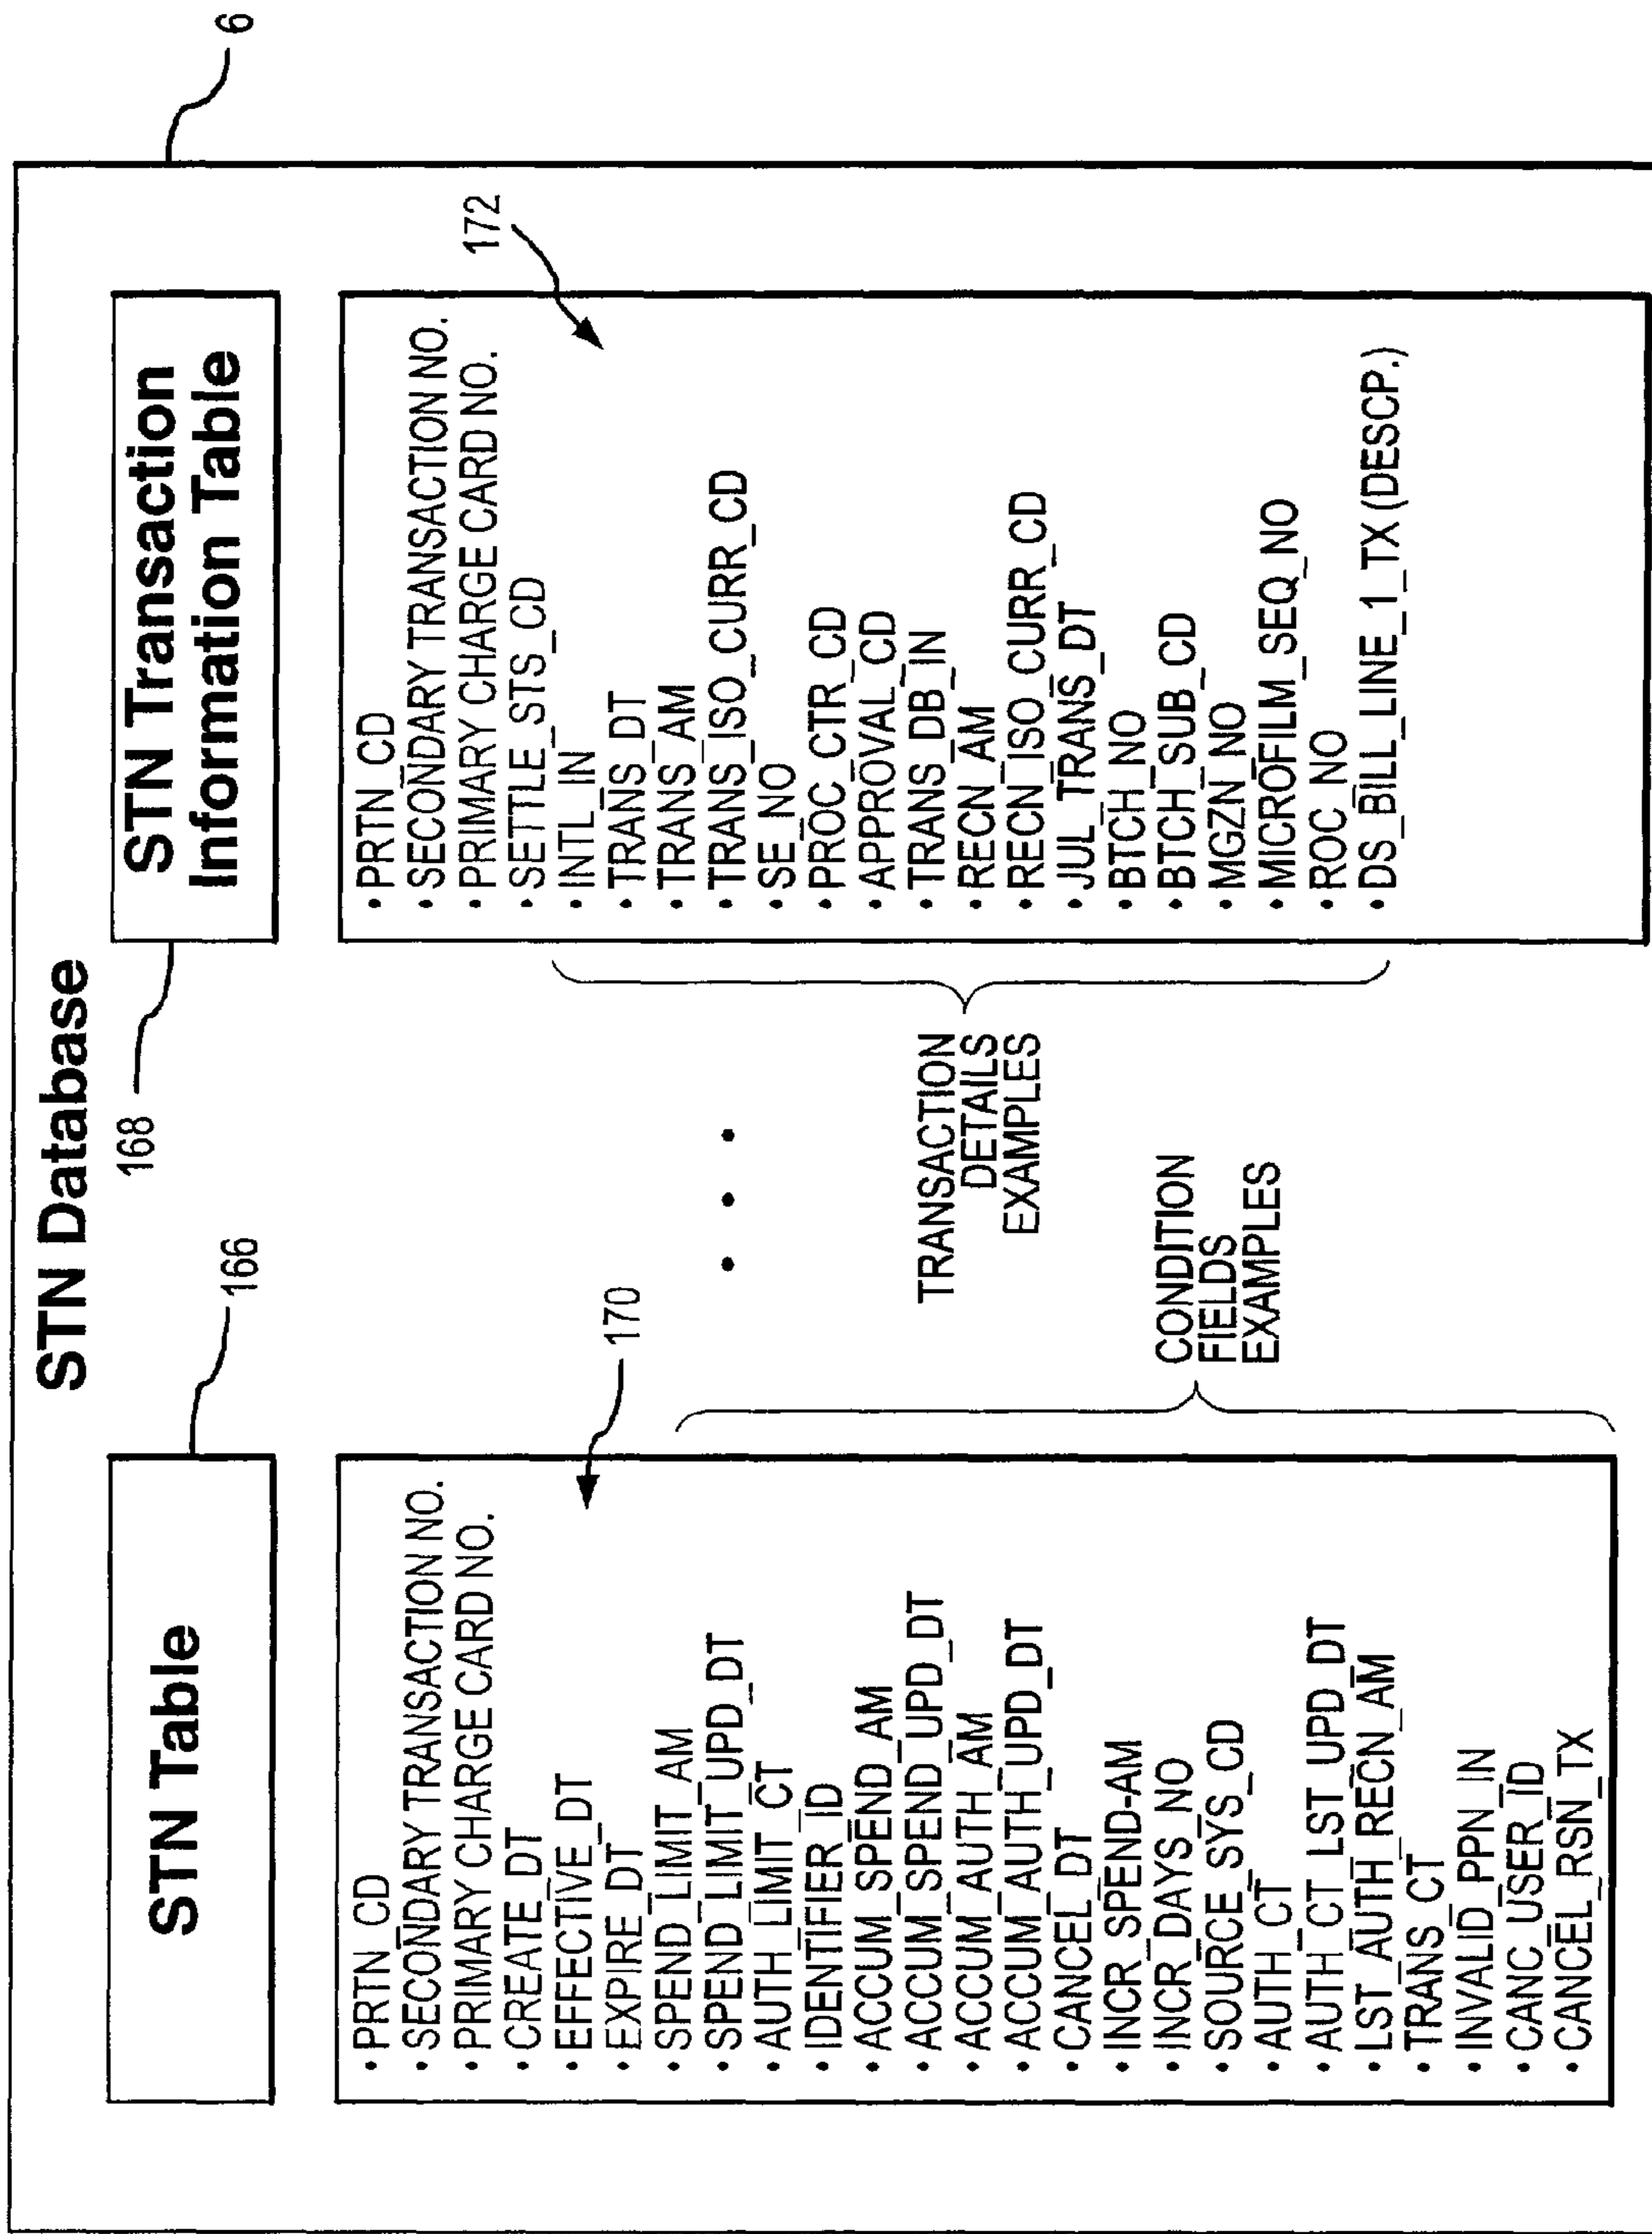 STN Database
6
166
168
STN Table
STN Transaction
Information Table
170
• PRTN_CD
• SECONDARY TRANSACTION NO.
• PRIMARY CHARGE CARD NO.
• CREATE_DT
• EFFECTIVE_DT
• EXPIRE_DT
• SPEND_LIMIT_AM
• SPEND_LIMIT_UPD_DT
• AUTH_LIMIT_CT
• IDENTIFIER_ID
• ACCUM_SPEND_AM
• ACCUM_SPEND_UPD_DT
• ACCUM_AUTH_AM
• ACCUM_AUTH_UPD_DT
• CANCEL_DT
• INCR_SPEND-AM
• INCR_DAYS_NO
• SOURCE_SYS_CD
• AUTH_CT
• AUTH_CT_LST_UPD_DT
• LST_AUTH_RECN_AM
• TRANS_CT
• INVALID_PPN_IN
• CANC_USER_ID
• CANCEL_RSN_TX
CONDITION
FIELDS
EXAMPLES
• • •
TRANSACTION
DETAILS
EXAMPLES
172
• PRTN_CD
• SECONDARY TRANSACTION NO.
• PRIMARY CHARGE CARD NO.
• SETTLE_STS_CD
• INTL_IN
• TRANS_DT
• TRANS_AM
• TRANS_ISO_CURR_CD
• SE_NO
• PROC_CTR_CD
• APPROVAL_CD
• TRANS_DB_IN
• RECN_AM
• RECN_ISO_CURR_CD
• JUL_TRANS_DT
• BTCH_NO
• BTCH_SUB_CD
• MGZN_NO
• MICROFILM_SEQ_NO
• ROC_NO
• DS_BILL_LINE_1_TX (DESCP.)